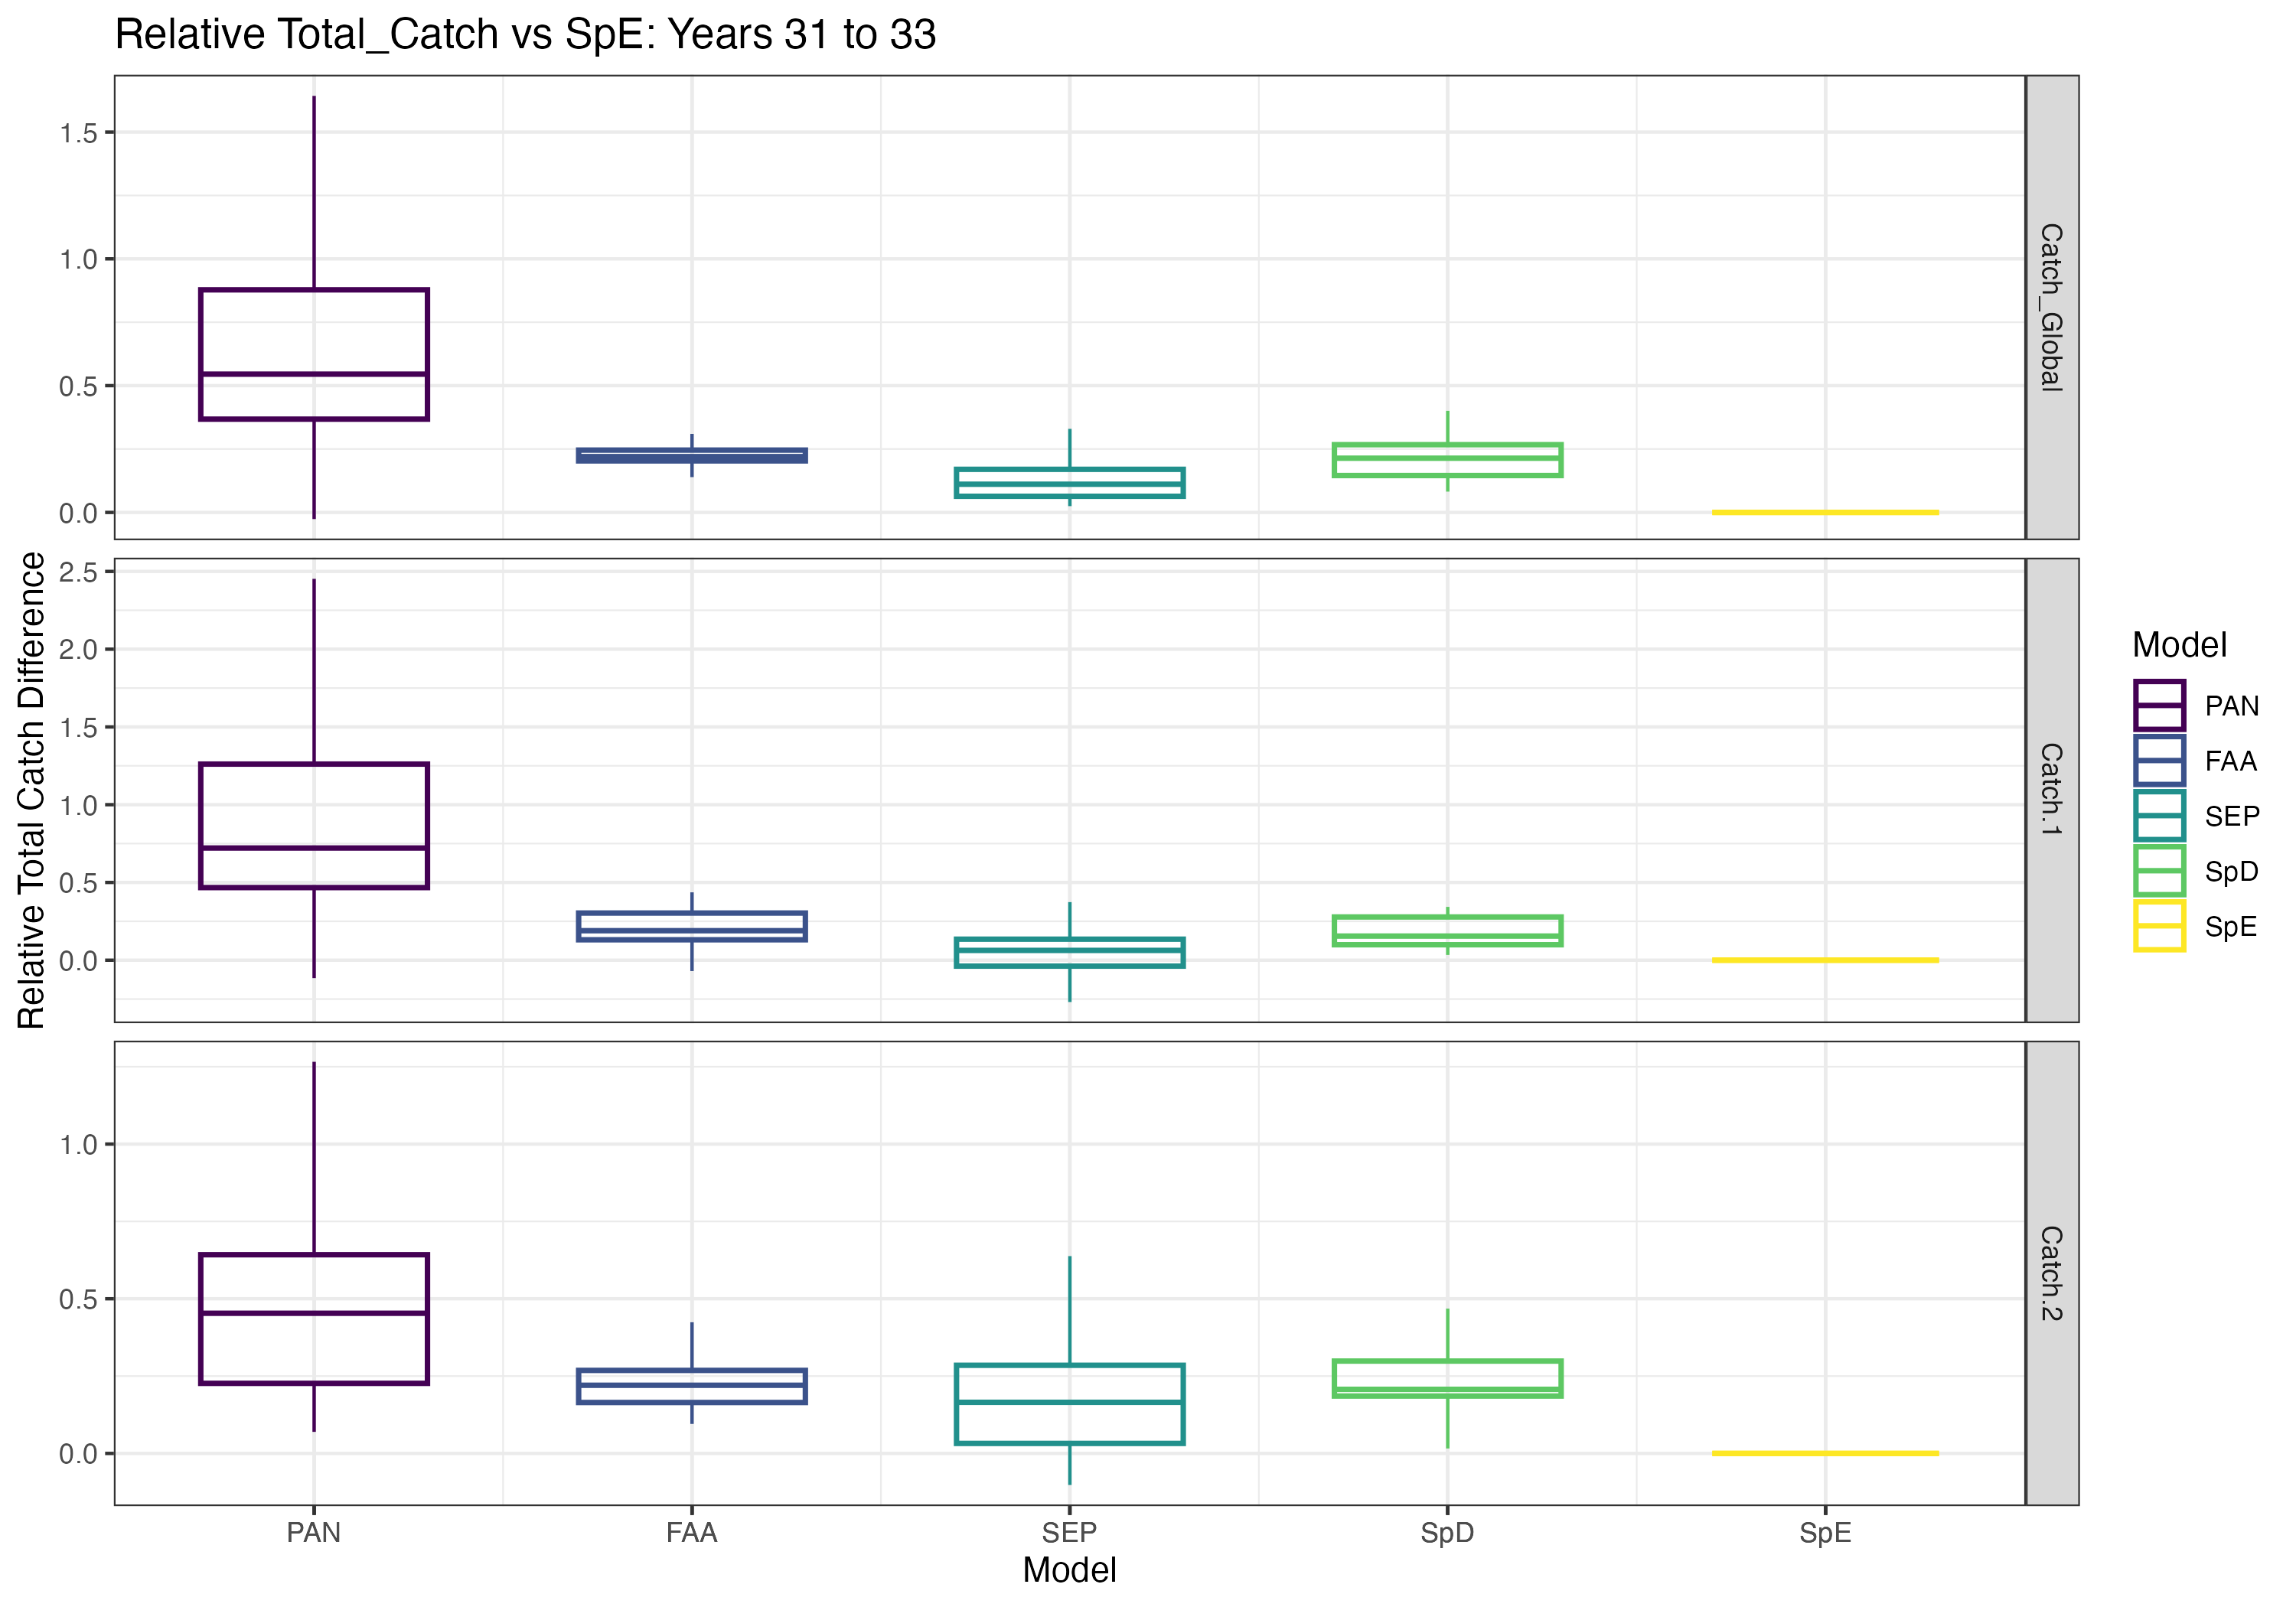 Relative Total_Catch vs SpE: Years 31 to 33
Relative Total Catch Difference
1.5
1.0
0.5
0.0
Catch_Global
2.5
2.0
1.5
1.0
0.5
0.0
Catch.1
1.0
0.5
0.0
Catch.2
PAN
FAA
SEP
SpD
SpE
Model
Model
PAN
FAA
SEP
SpD
SpE